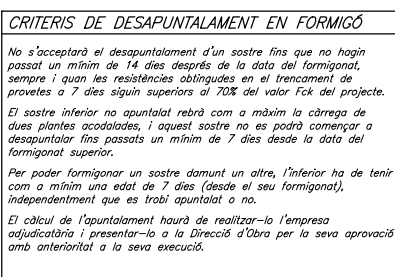 CRITERIS DE DESAPUNTALAMENT EN FORMIGÓ
No s'acceptarà el desapuntalament d'un sostre fins que no hagin
passat un mínim de 14 dies després de la data del formigonat,
sempre i quan les resistències obtingudes en el trencament de
provetes a 7 dies siguin superiors al 70% del valor Fck del projecte.
El sostre inferior no apuntalat rebrà com a màxim la càrrega de
dues plantes acodalades, i aquest sostre no es podrà començar a
desapuntalar fins passats un mínim de 7 dies desde la data del
formigonat superior.
Per poder formigonar un sostre damunt un altre, l'inferior ha de tenir
com a mínim una edat de 7 dies (desde el seu formigonat),
independentment que es trobi apuntalat o no.
El càlcul de l'apuntalament haurà de realitzar-lo l'empresa
adjudicatària i presentar-lo a la Direcció d'Obra per la seva aprovació
amb anterioritat a la seva execució.